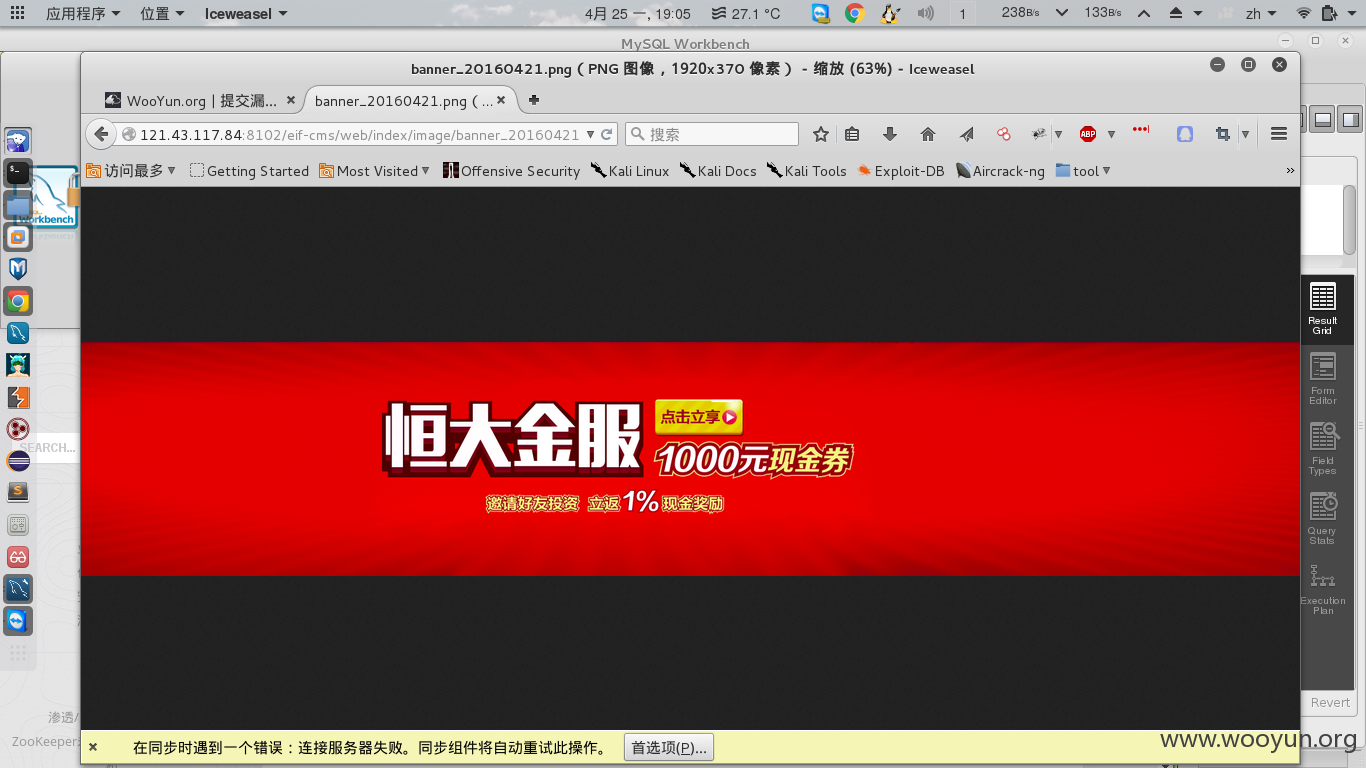 应用程序 位置 Iceweasel 4月 25 一, 19:05 27.1 °C 1 238B/s 133B/s zh
MySQL Workbench
banner_20160421.png ( PNG 图像，1920x370 像素 ) - 缩放 (63%) - Iceweasel
WooYun.org | 提交漏... banner_20160421.png ( ...
121.43.117.84:8102/eif-cms/web/index/image/banner_20160421 搜索 ABP
访问最多 Getting Started Most Visited Offensive Security Kali Linux Kali Docs Kali Tools Exploit-DB Aircrack-ng tool »
Workbench
恒大金服
点击立享
1000元现金券
邀请好友投资 立返1%现金奖励
SEARCH...
Result
Grid
Form
Editor
Field
Types
Query
Stats
Execution
Plan
Revert
渗透/
ZooKeeper
在同步时遇到一个错误：连接服务器失败。同步组件将自动重试此操作。 首选项(P)...
www.wooyun.org